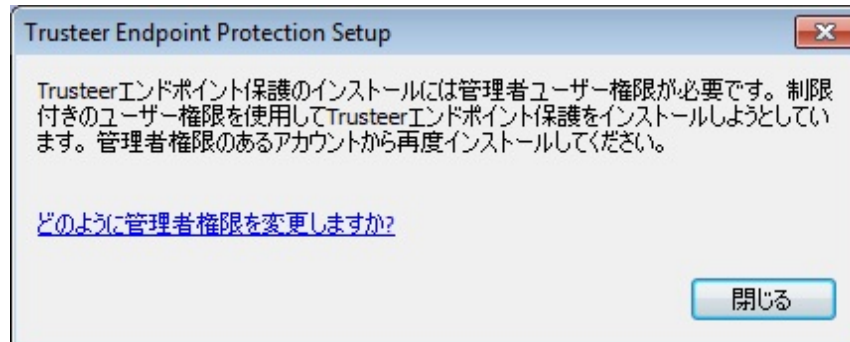 Trusteer Endpoint Protection Setup
Trusteerエンドポイント保護のインストールには管理者ユーザー権限が必要です。制限
付きのユーザー権限を使用してTrusteerエンドポイント保護をインストールしようとしてい
ます。管理者権限のあるアカウントから再度インストールしてください。
どのように管理者権限を変更しますか?
閉じる